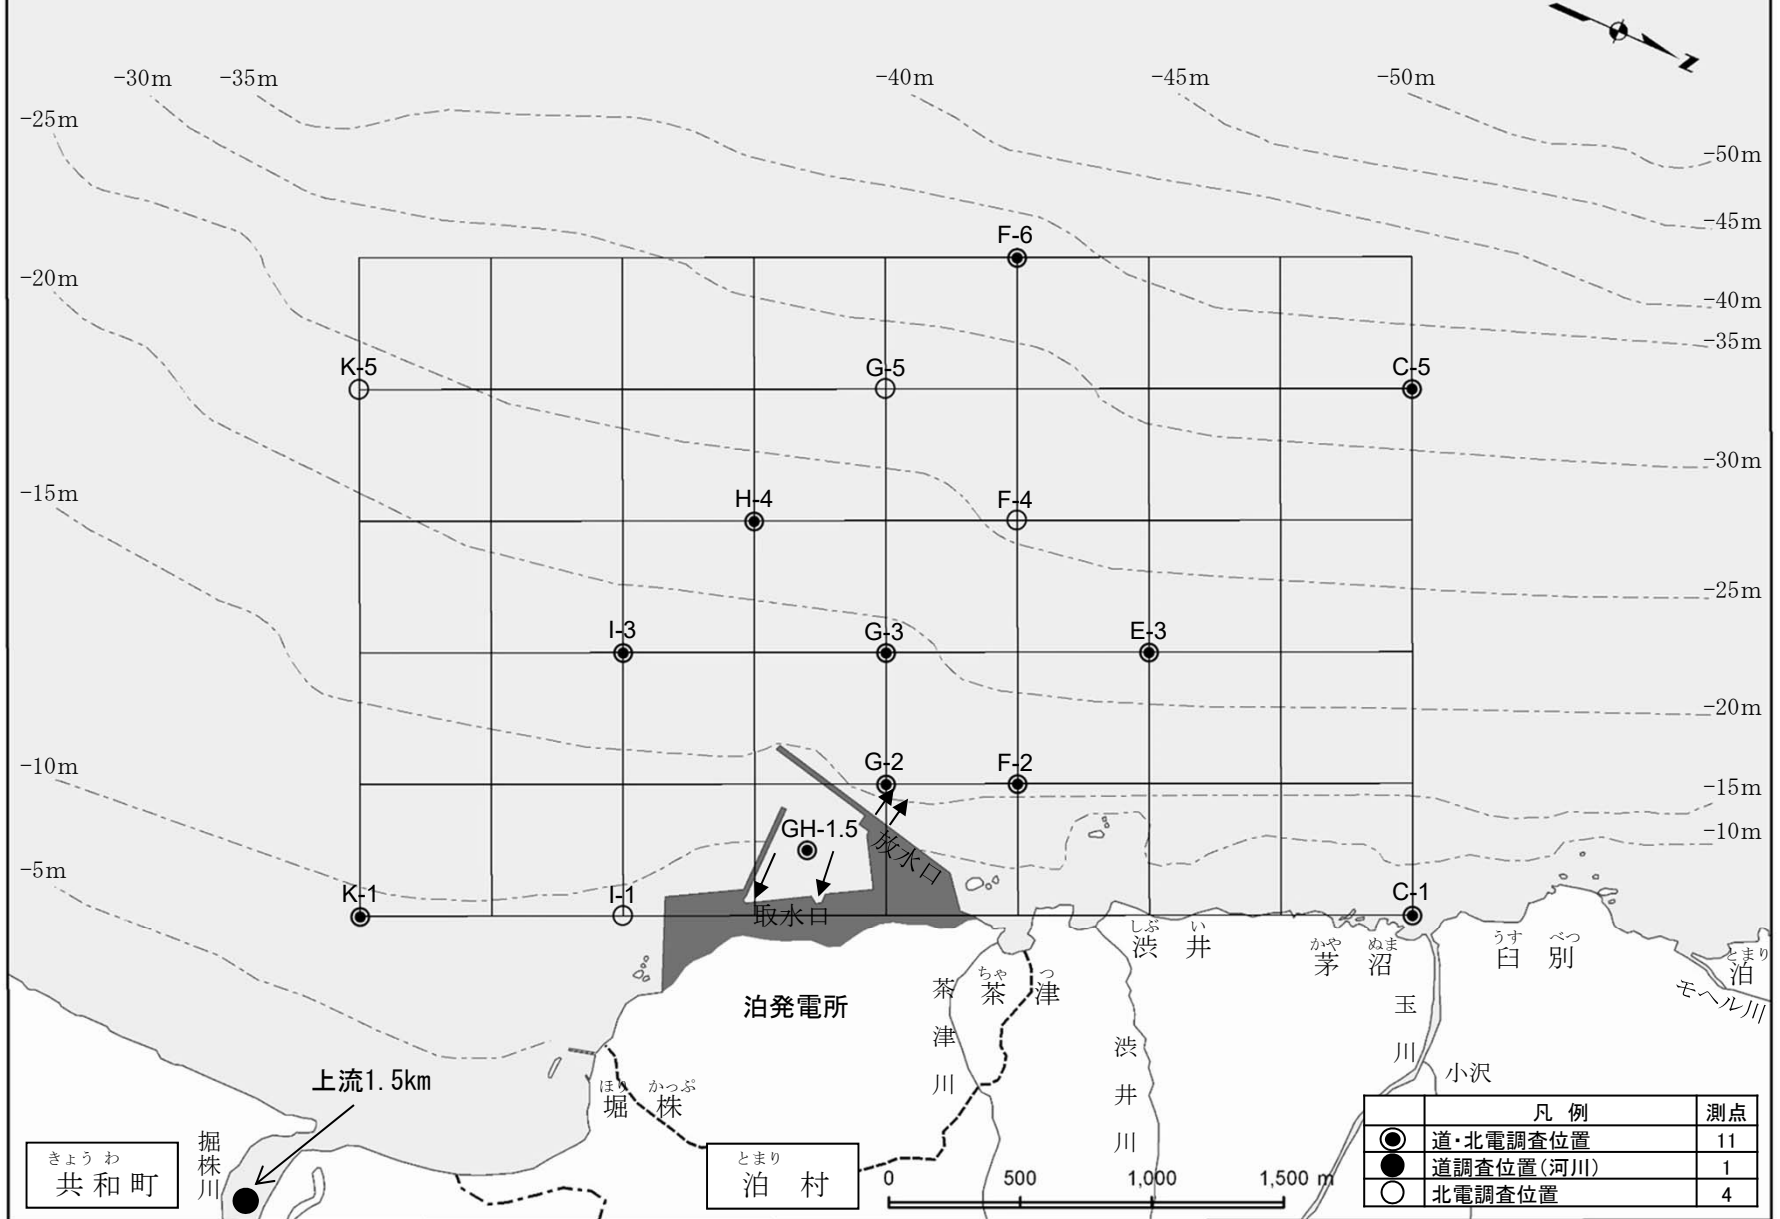 N
-30m
-35m
-40m
-45m
-50m
-25m
-50m
-45m
F-6
-20m
-40m
-35m
K-5
G-5
C-5
-30m
-15m
H-4
F-4
-25m
I-3
G-3
E-3
-20m
-10m
G-2
F-2
-15m
GH-1.5
-10m
放水口
-5m
K-1
I-1
取水口
C-1
しぶ い
渋井
かや ぬま
茅沼
うす べつ
臼別
とまり
泊
モヘル川
泊発電所
茶津川
ちゃ つ
茶津
渋井川
玉川
小沢
上流1.5km
ほり かっぷ
堀株
掘株川
きょう わ
共和町
とまり
泊村
0 500 1,000 1,500 m
凡 例 測点
道・北電調査位置 11
道調査位置(河川) 1
北電調査位置 4